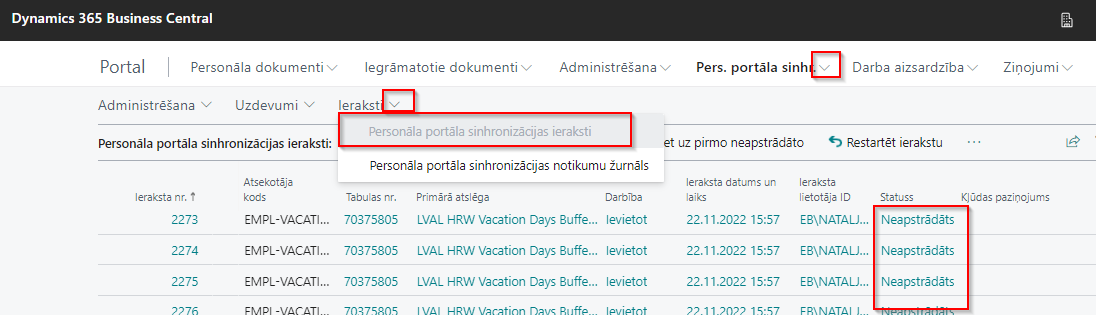 Dynamics 365 Business Central
Portal Personāla dokumenti Iegrāmatotie dokumenti Administrēšana Pers. portāla sinhr. Darba aizsardzība Ziņojumi
Administrēšana Uzdevumi Ieraksti
Personāla portāla sinhronizācijas ieraksti
Personāla portāla sinhronizācijas ieraksti: et uz pirmo neapstrādāto Restartēt ierakstu ...
Personāla portāla sinhronizācijas notikumu žurnāls
Ieraksta nr. ↑ Atsekotāja kods Tabulas nr. Primārā atslēga Darbība Ieraksta datums un laiks Ieraksta lietotāja ID Statuss Kļūdas paziņojums
2273 EMPL-VACATI... 70375805 LVAL HRW Vacation Days Buffe... Ievietot 22.11.2022 15:57 EB\NATALJ... Neapstrādāts
2274 EMPL-VACATI... 70375805 LVAL HRW Vacation Days Buffe... Ievietot 22.11.2022 15:57 EB\NATALJ... Neapstrādāts
2275 EMPL-VACATI... 70375805 LVAL HRW Vacation Days Buffe... Ievietot 22.11.2022 15:57 EB\NATALJ... Neapstrādāts
2276 EMPL-VACATI... 70375805 LVAL HRW Vacation Days Buffe... Ievietot 22.11.2022 15:57 EB\NATALJ... Neapstrādāts